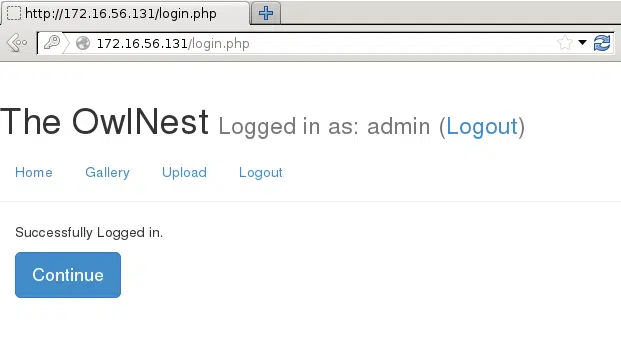 http://172.16.56.131/login.php
172.16.56.131/login.php
The OwlNest Logged in as: admin (Logout)
Home Gallery Upload Logout
Successfully Logged in.
Continue